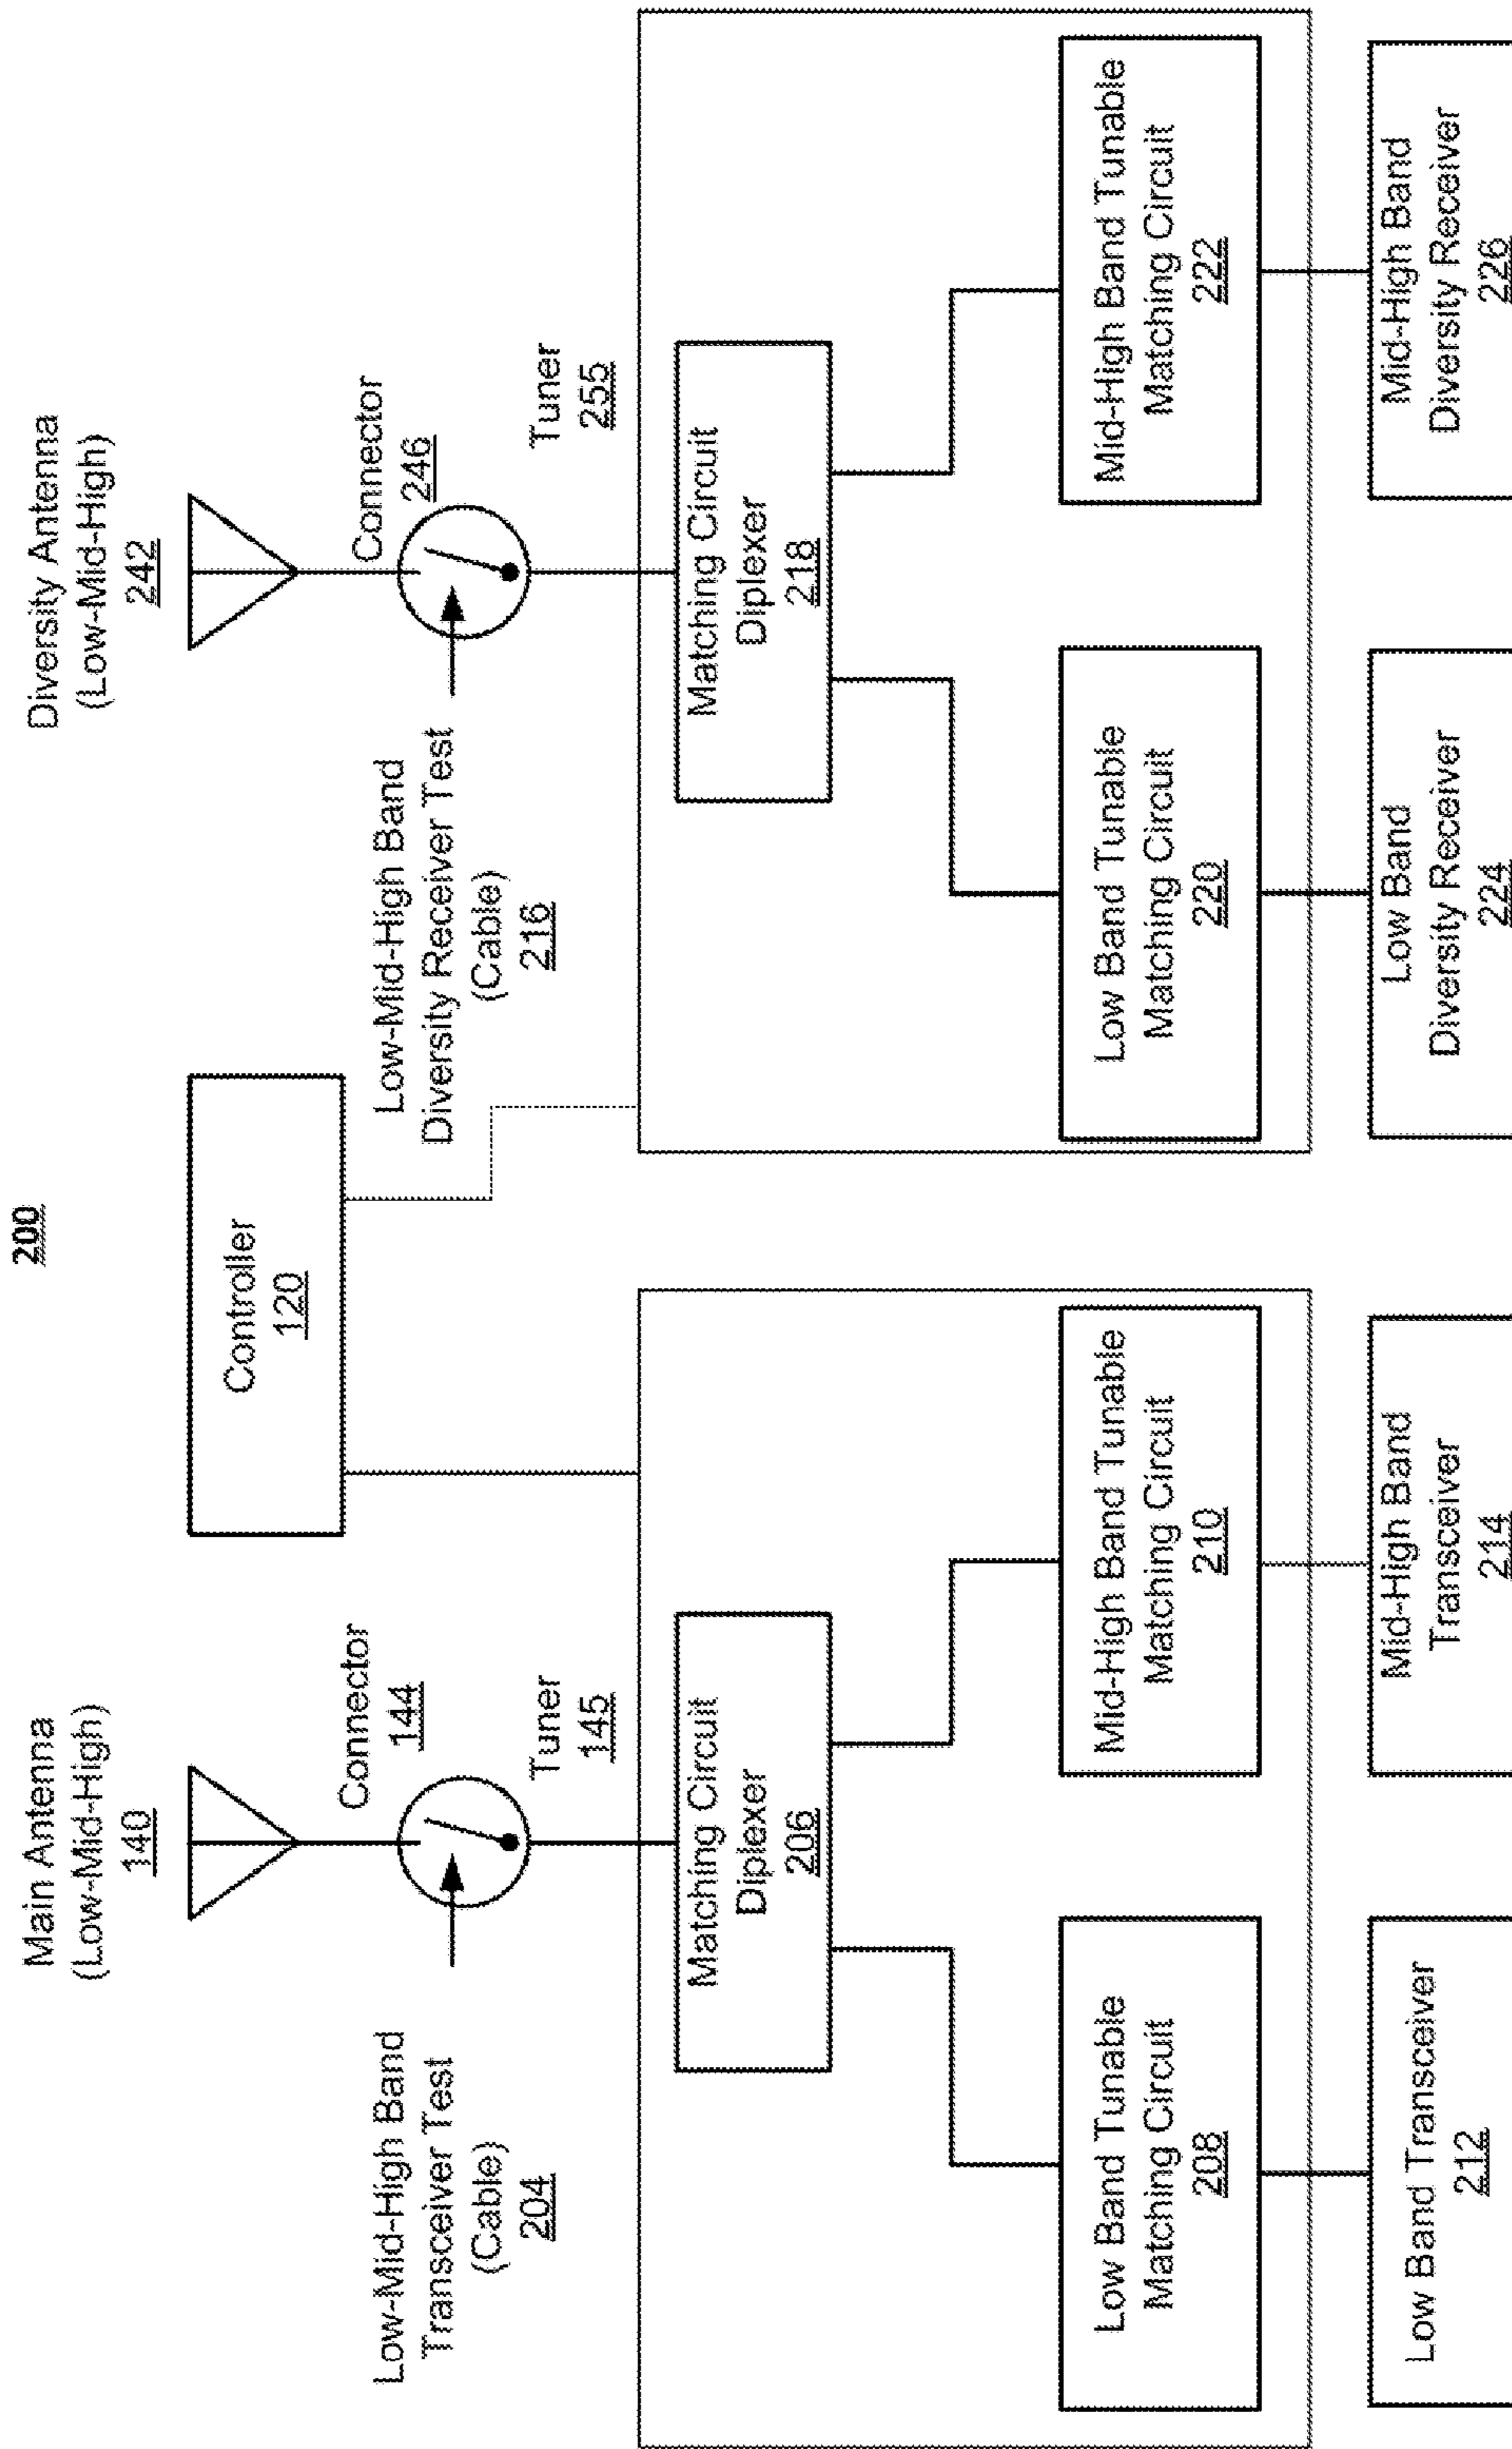 200
Main Antenna
(Low-Mid-High)
140
Diversity Antenna
(Low-Mid-High)
242
Controller
120
Connector
144
Connector
246
Low-Mid-High Band
Transceiver Test
(Cable)
204
Low-Mid-High Band
Diversity Receiver Test
(Cable)
216
Tuner
145
Tuner
255
Matching Circuit
Diplexer
206
Matching Circuit
Diplexer
218
Low Band Tunable
Matching Circuit
208
Mid-High Band Tunable
Matching Circuit
210
Low Band Tunable
Matching Circuit
220
Mid-High Band Tunable
Matching Circuit
222
Low Band Transceiver
212
Mid-High Band
Transceiver
214
Low Band
Diversity Receiver
224
Mid-High Band
Diversity Receiver
226